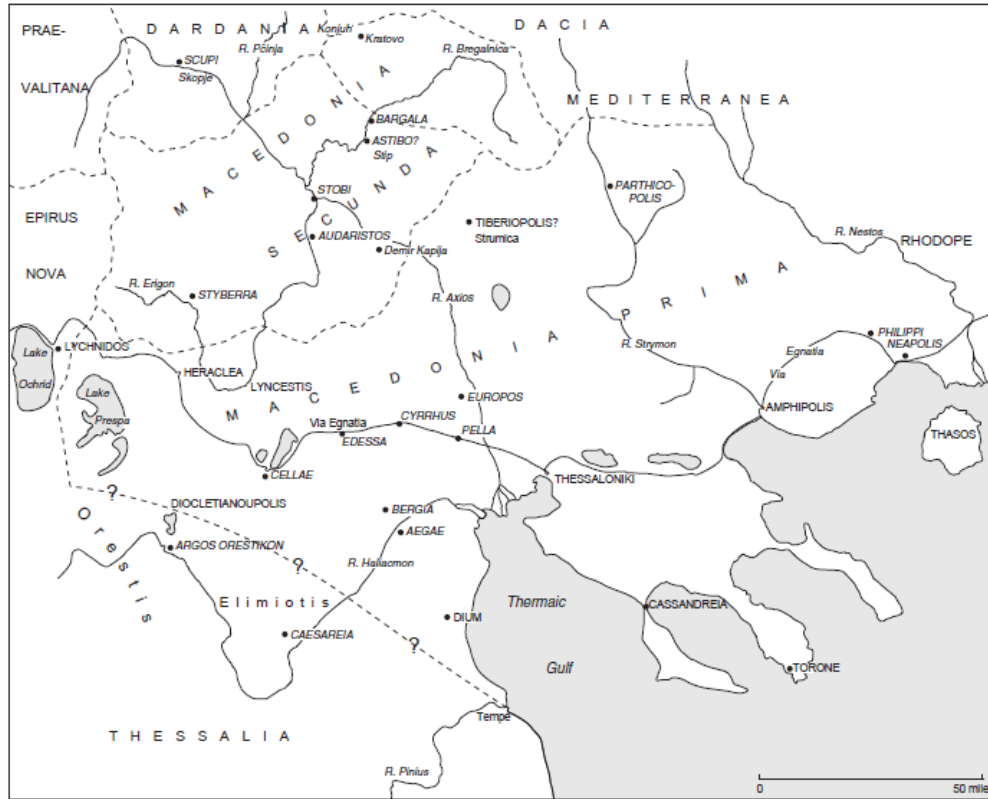 PRAE-
VALITANA
DARDANIA
Konjuh
Kratovo
DACIA
MEDITERRANEA
SCUPI
Skopje
R. Pčinja
R. Bregalnica
BARGALA
ASTIBO?
Stip
MACEDONIA
SECUNDA
STOBI
AUDARISTOS
Demir Kapija
TIBERIOPOLIS?
Strumica
PARTHICO-
POLIS
R. Nestos
RHODOPE
EPIRUS
NOVA
R. Erigon
STYBERRA
R. Axios
MACEDONIA PRIMA
R. Strymon
PHILIPPI
NEAPOLIS
Egnatia
Via
Lake
Ochrid
LYCHNIDOS
HERACLEA
LYNCESTIS
Lake
Prespa
EUROPOS
AMPHIPOLIS
THASOS
Via Egnatia
CYRRHUS
EDESSA
PELLA
CELLAE
THESSALONIKI
?
DIOCLETIANOUPOLIS
BERGIA
AEGAE
Orestis
ARGOS ORESTIKON
?
R. Haliacmon
Elimiotis
CAESAREIA
?
DIUM
Thermaic
Gulf
CASSANDREIA
TORONE
Tempe
THESSALIA
R. Pinius
0 50 mile